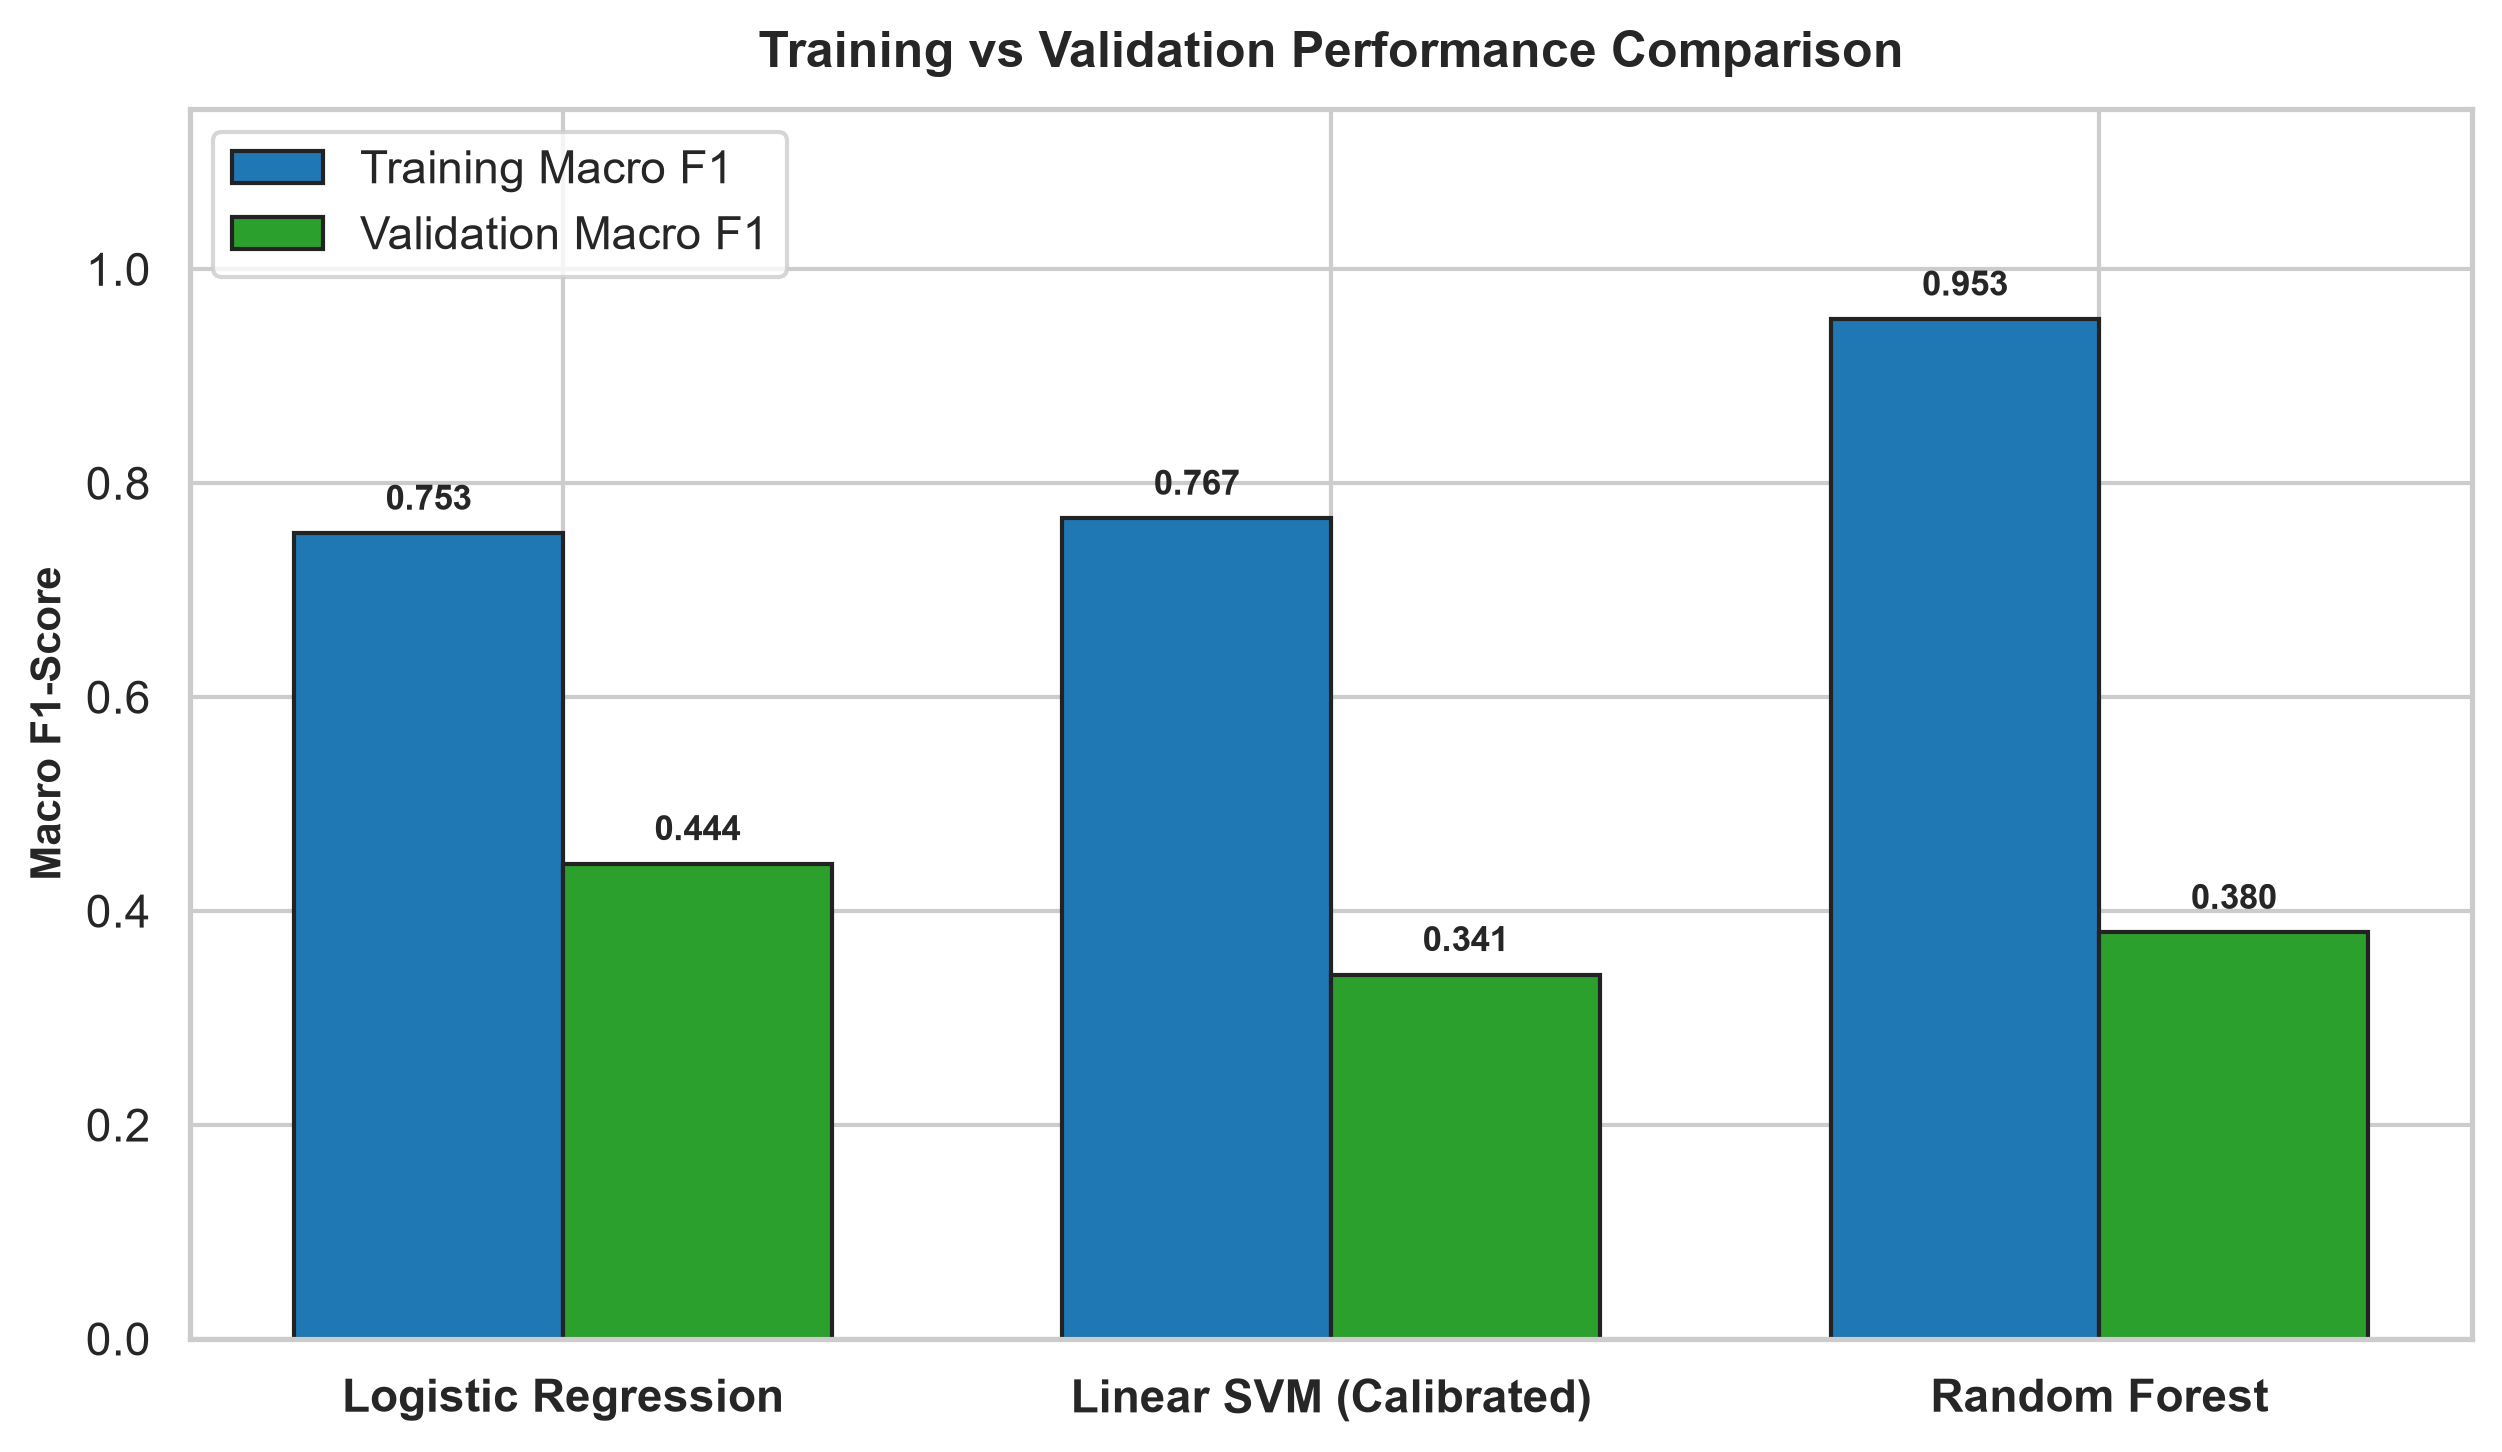 Training vs Validation Performance Comparison
Training Macro F1
Validation Macro F1
Macro F1-Score
1.0
0.8
0.6
0.4
0.2
0.0
0.753
0.444
0.767
0.341
0.953
0.380
Logistic Regression
Linear SVM (Calibrated)
Random Forest